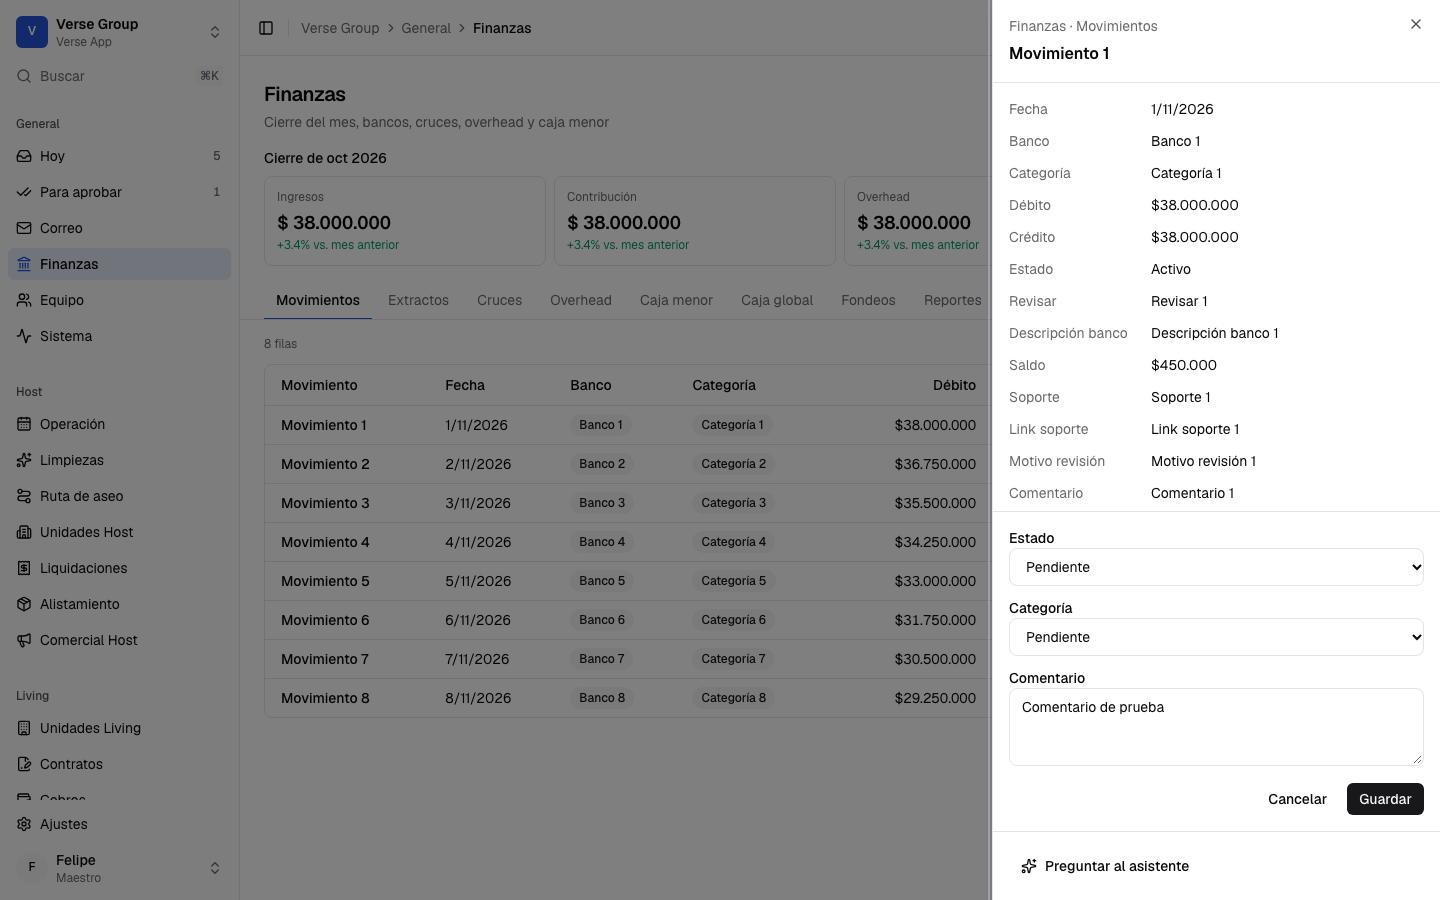 V
Verse Group
Verse App
Buscar
⌘K
General
Hoy 5
Para aprobar 1
Correo
Finanzas
Equipo
Sistema
Host
Operación
Limpiezas
Ruta de aseo
Unidades Host
Liquidaciones
Alistamiento
Comercial Host
Living
Unidades Living
Contratos
Cobros
Ajustes
F
Felipe
Maestro
Verse Group > General > Finanzas
Finanzas
Cierre del mes, bancos, cruces, overhead y caja menor
Cierre de oct 2026
Ingresos
$ 38.000.000
+3.4% vs. mes anterior
Contribución
$ 38.000.000
+3.4% vs. mes anterior
Overhead
$ 38.000.000
+3.4% vs. mes anterior
Movimientos Extractos Cruces Overhead Caja menor Caja global Fondeos Reportes
8 filas
Movimiento Fecha Banco Categoría Débito
Movimiento 1 1/11/2026 Banco 1 Categoría 1 $38.000.000
Movimiento 2 2/11/2026 Banco 2 Categoría 2 $36.750.000
Movimiento 3 3/11/2026 Banco 3 Categoría 3 $35.500.000
Movimiento 4 4/11/2026 Banco 4 Categoría 4 $34.250.000
Movimiento 5 5/11/2026 Banco 5 Categoría 5 $33.000.000
Movimiento 6 6/11/2026 Banco 6 Categoría 6 $31.750.000
Movimiento 7 7/11/2026 Banco 7 Categoría 7 $30.500.000
Movimiento 8 8/11/2026 Banco 8 Categoría 8 $29.250.000
Finanzas · Movimientos
Movimiento 1
Fecha 1/11/2026
Banco Banco 1
Categoría Categoría 1
Débito $38.000.000
Crédito $38.000.000
Estado Activo
Revisar Revisar 1
Descripción banco Descripción banco 1
Saldo $450.000
Soporte Soporte 1
Link soporte Link soporte 1
Motivo revisión Motivo revisión 1
Comentario Comentario 1
Estado
Pendiente
Categoría
Pendiente
Comentario
Comentario de prueba
Cancelar Guardar
Preguntar al asistente